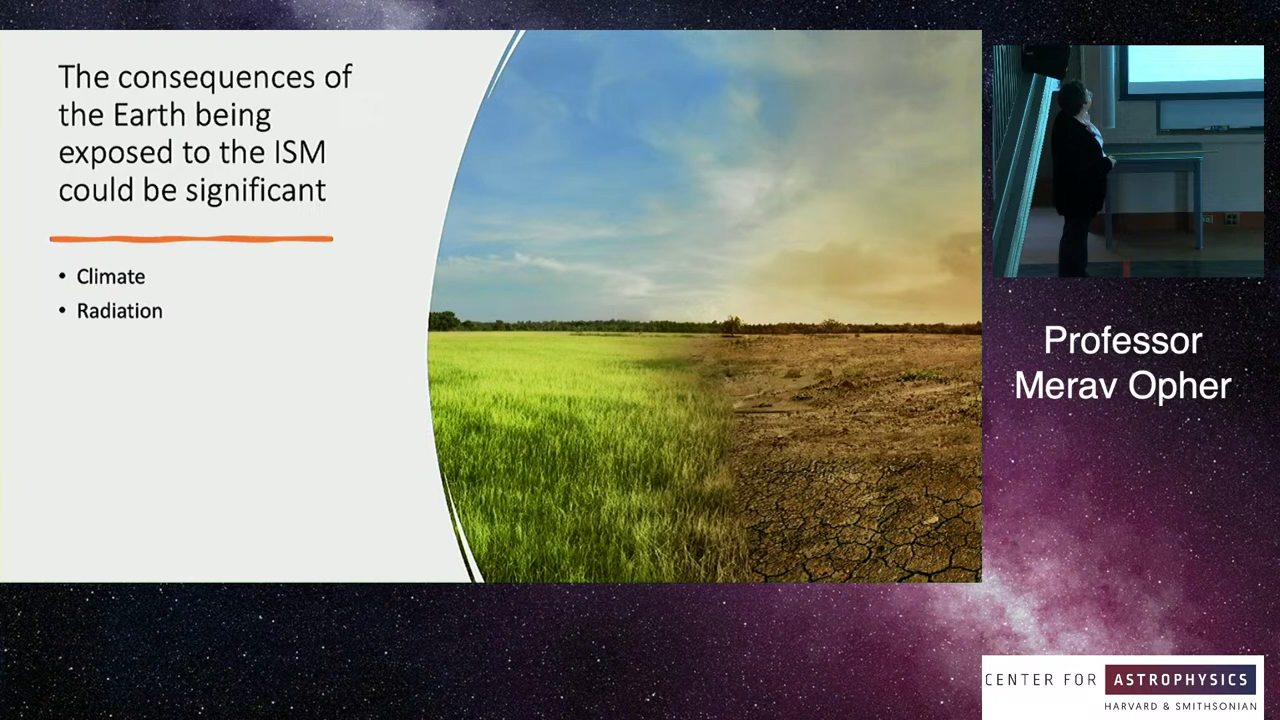 The consequences of
the Earth being
exposed to the ISM
could be significant
• Climate
• Radiation
Professor
Merav Opher
CENTER FOR ASTROPHYSICS
HARVARD & SMITHSONIAN